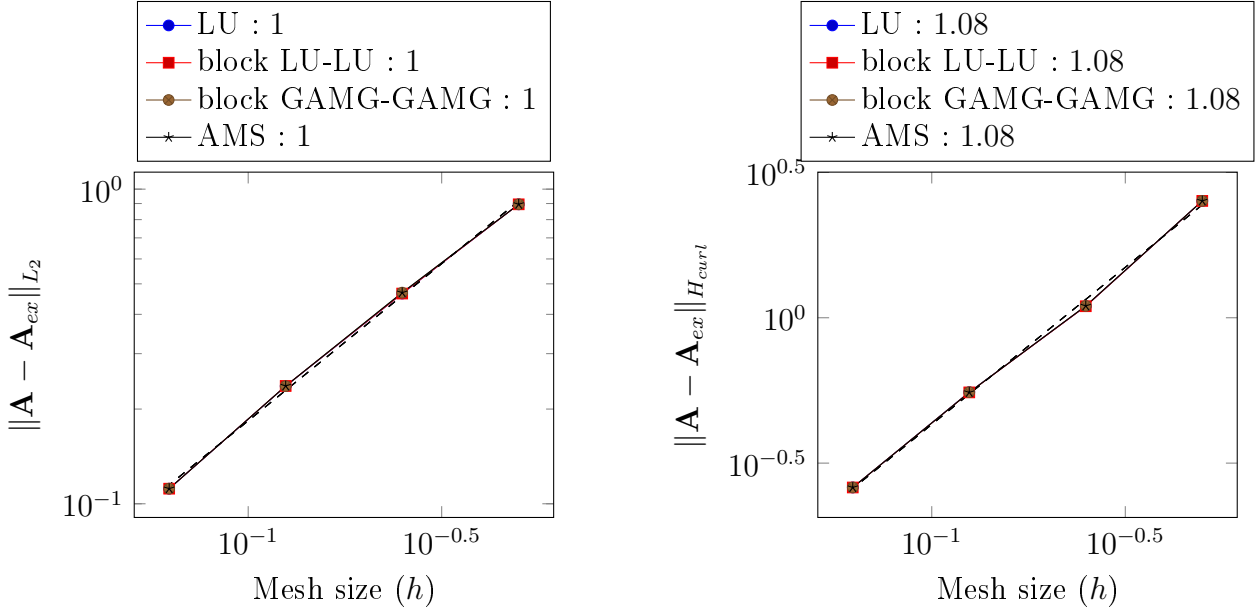 LU : 1
block LU-LU : 1
block GAMG-GAMG : 1
AMS : 1
10^0
10^-1
10^-1
10^-0.5
Mesh size (h)
||A − A_ex||_L_2
LU : 1.08
block LU-LU : 1.08
block GAMG-GAMG : 1.08
AMS : 1.08
10^0.5
10^0
10^-0.5
10^-1
10^-0.5
Mesh size (h)
||A − A_ex||_H_curl